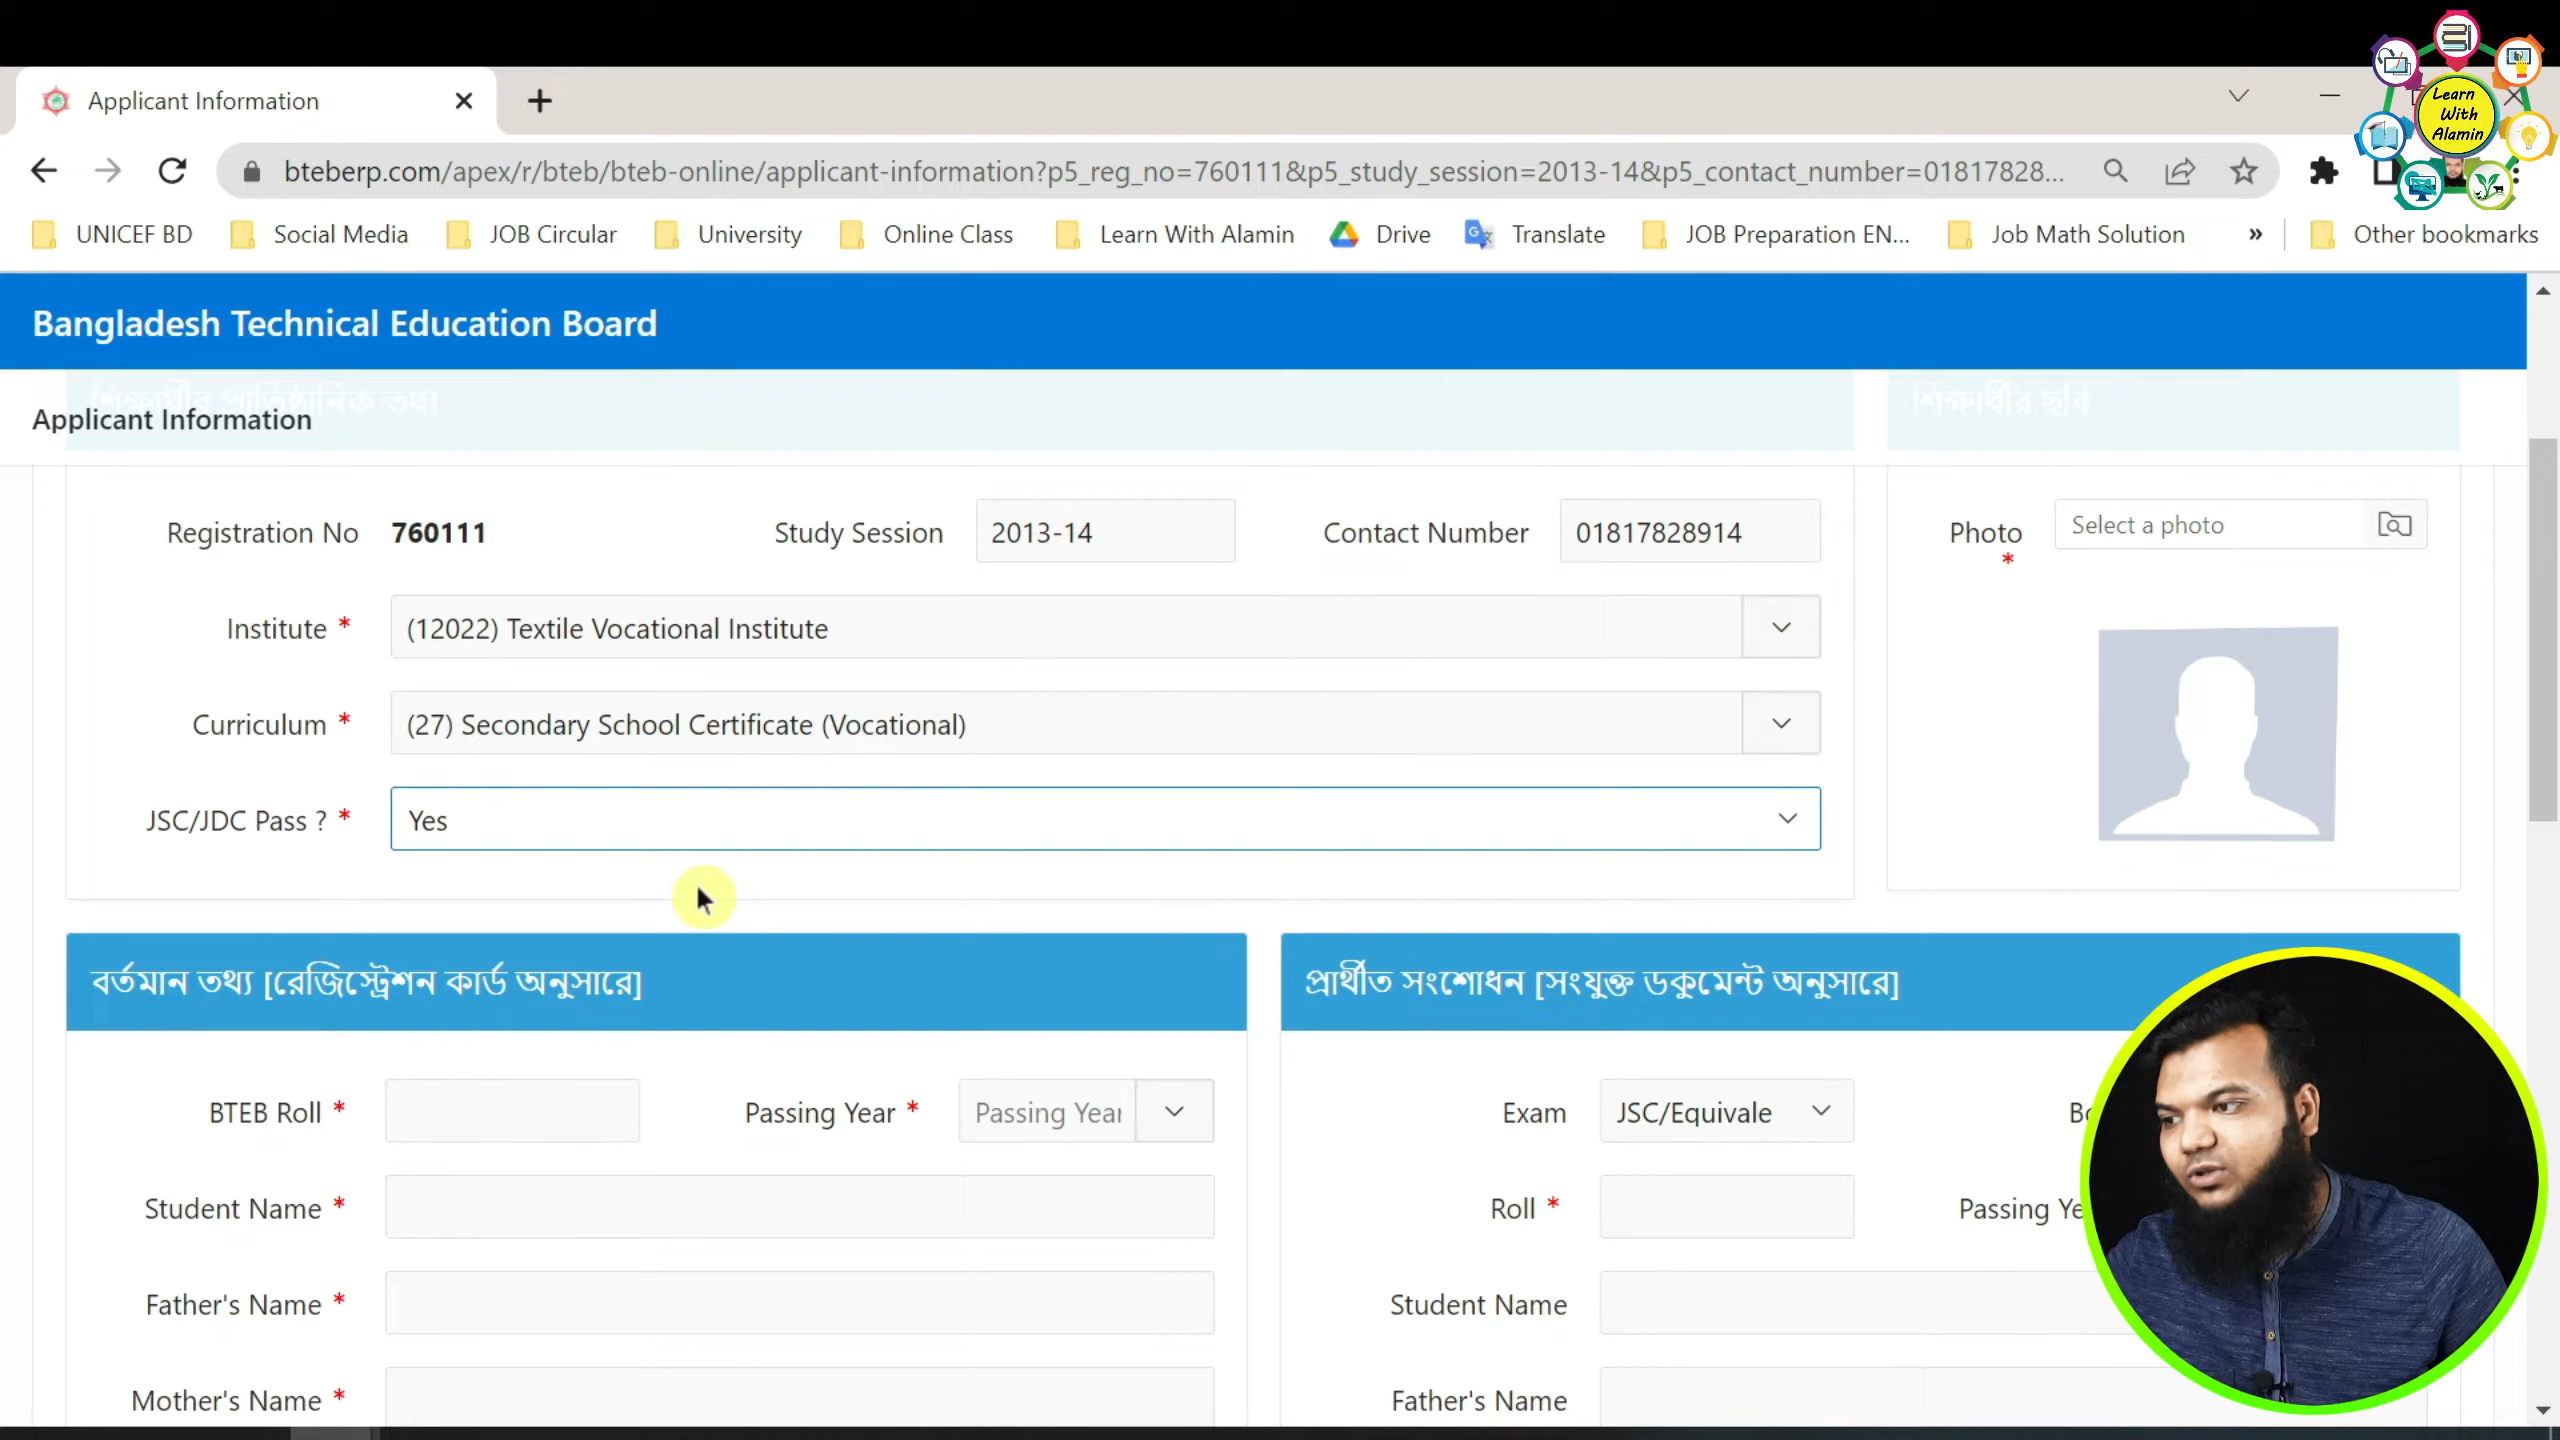 Learn
With
Alamin
Applicant Information
bteberp.com/apex/r/bteb/bteb-online/applicant-information?p5_reg_no=760111&p5_study_session=2013-14&p5_contact_number=01817828...
UNICEF BD Social Media JOB Circular University Online Class Learn With Alamin Drive Translate JOB Preparation EN... Job Math Solution » Other bookmarks
Bangladesh Technical Education Board
শিক্ষার্থীর প্রাতিষ্ঠানিক তথ্য শিক্ষার্থীর ছবি
Applicant Information
Registration No 760111 Study Session 2013-14 Contact Number 01817828914 Photo * Select a photo
Institute * (12022) Textile Vocational Institute
Curriculum * (27) Secondary School Certificate (Vocational)
JSC/JDC Pass ? * Yes
বর্তমান তথ্য [রেজিস্ট্রেশন কার্ড অনুসারে] প্রার্থীত সংশোধন [সংযুক্ত ডকুমেন্ট অনুসারে]
BTEB Roll * Passing Year * Passing Year Exam JSC/Equivale
Student Name * Roll * Passing Ye
Father's Name * Student Name
Mother's Name * Father's Name